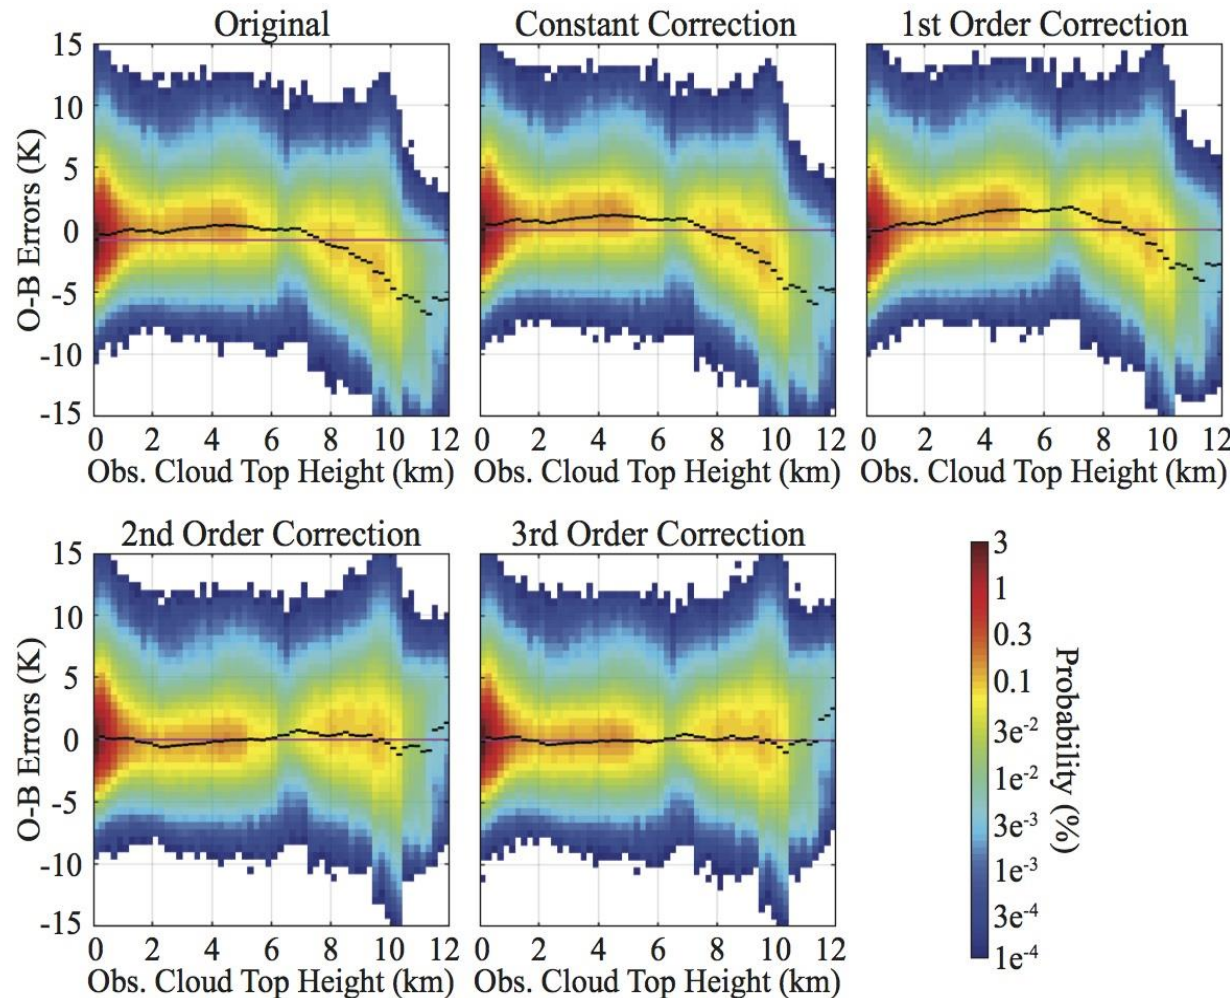 Original
Constant Correction
1st Order Correction
O-B Errors (K)
15
10
5
0
-5
-10
-15
0 2 4 6 8 10 12
0 2 4 6 8 10 12
0 2 4 6 8 10 12
Obs. Cloud Top Height (km)
Obs. Cloud Top Height (km)
Obs. Cloud Top Height (km)
2nd Order Correction
3rd Order Correction
O-B Errors (K)
15
10
5
0
-5
-10
-15
0 2 4 6 8 10 12
0 2 4 6 8 10 12
Obs. Cloud Top Height (km)
Obs. Cloud Top Height (km)
3
1
0.3
0.1
3e-2
1e-2
3e-3
1e-3
3e-4
1e-4
Probability (%)